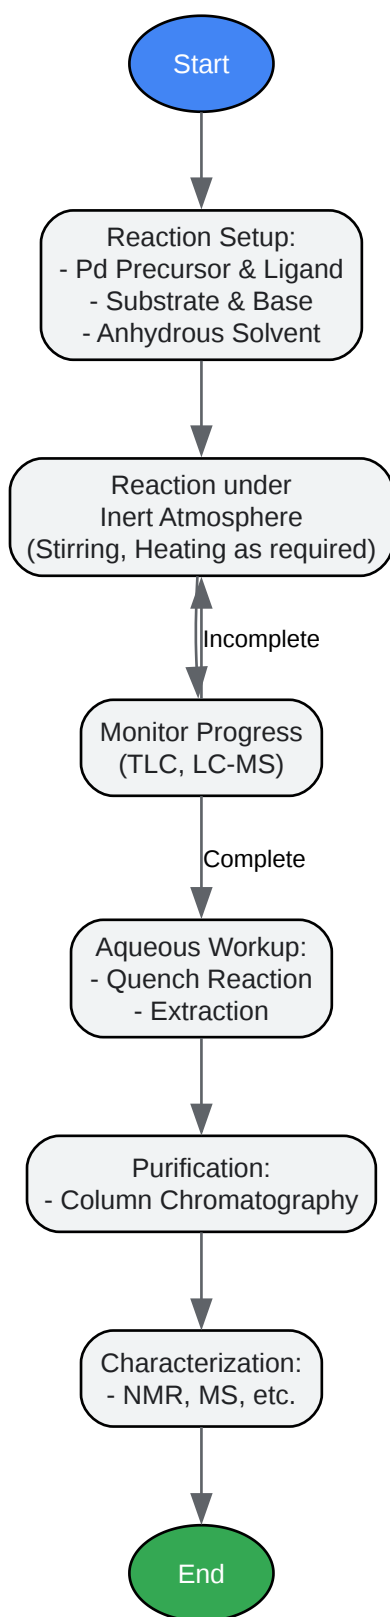 Start
Reaction Setup:
- Pd Precursor & Ligand
- Substrate & Base
- Anhydrous Solvent
Reaction under
Inert Atmosphere
(Stirring, Heating as required)
Incomplete
Monitor Progress
(TLC, LC-MS)
Complete
Aqueous Workup:
- Quench Reaction
- Extraction
Purification:
- Column Chromatography
Characterization:
- NMR, MS, etc.
End